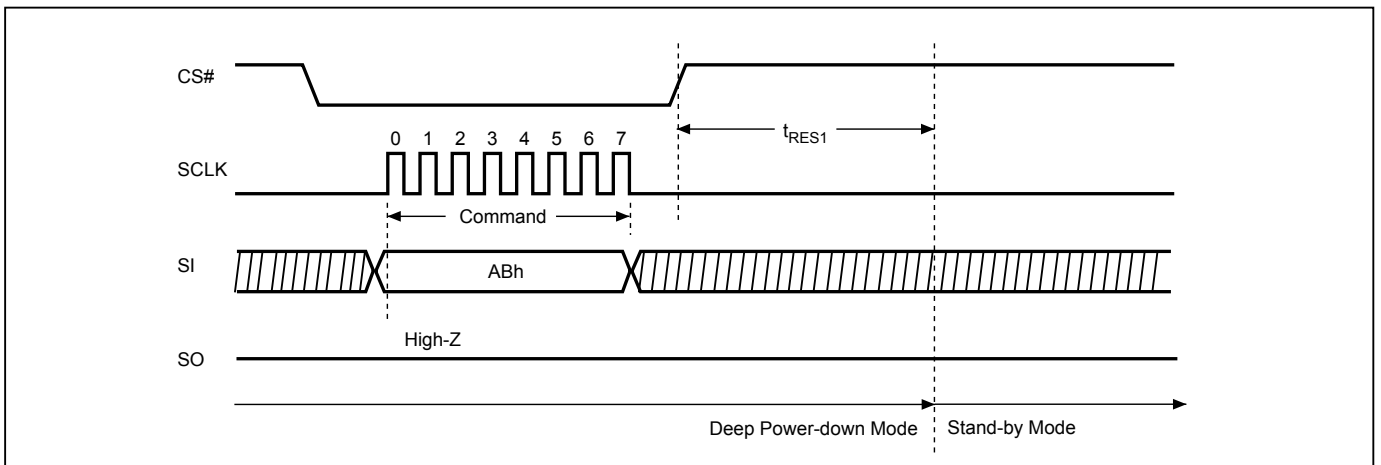 CS#
tRES1
0 1 2 3 4 5 6 7
SCLK
Command
SI
ABh
High-Z
SO
Deep Power-down Mode Stand-by Mode